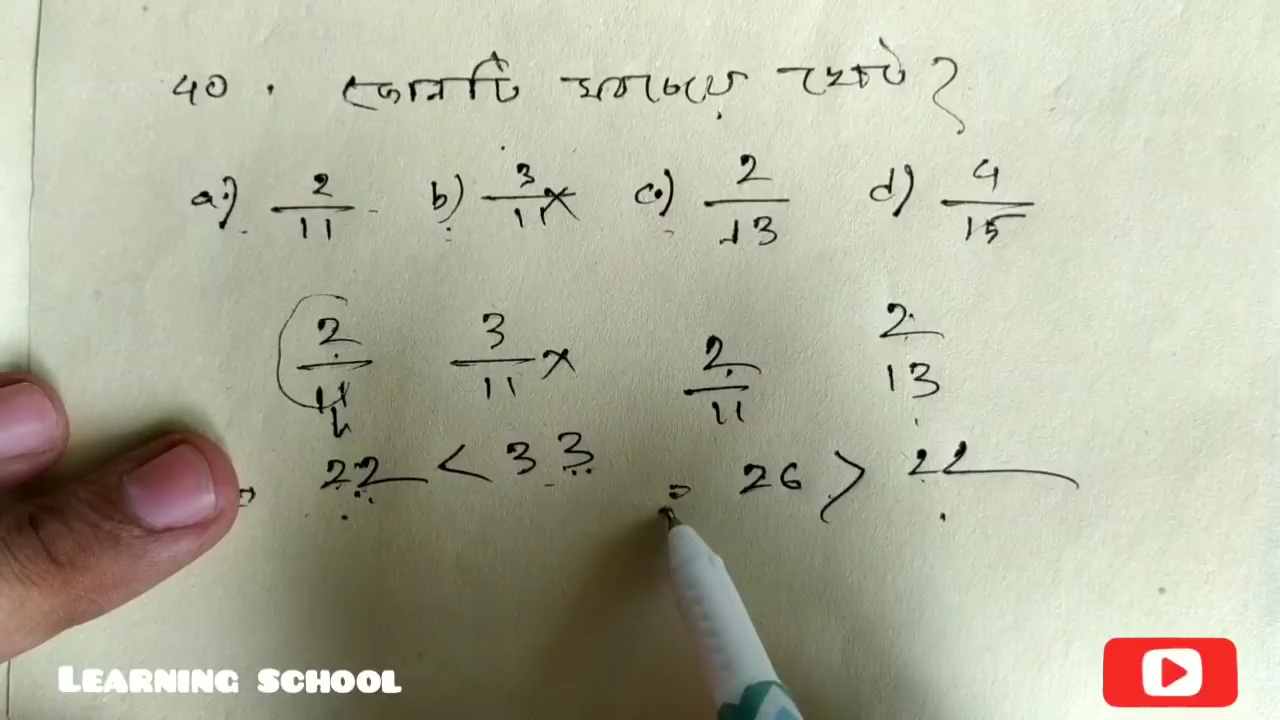 40. কোনটি সবচেয়ে ছোট?
a) 2/11 b) 3/11 × c) 2/13 d) 4/15
2/11 3/11 × 2/11 2/13
22 < 33 26 > 22
LEARNING SCHOOL